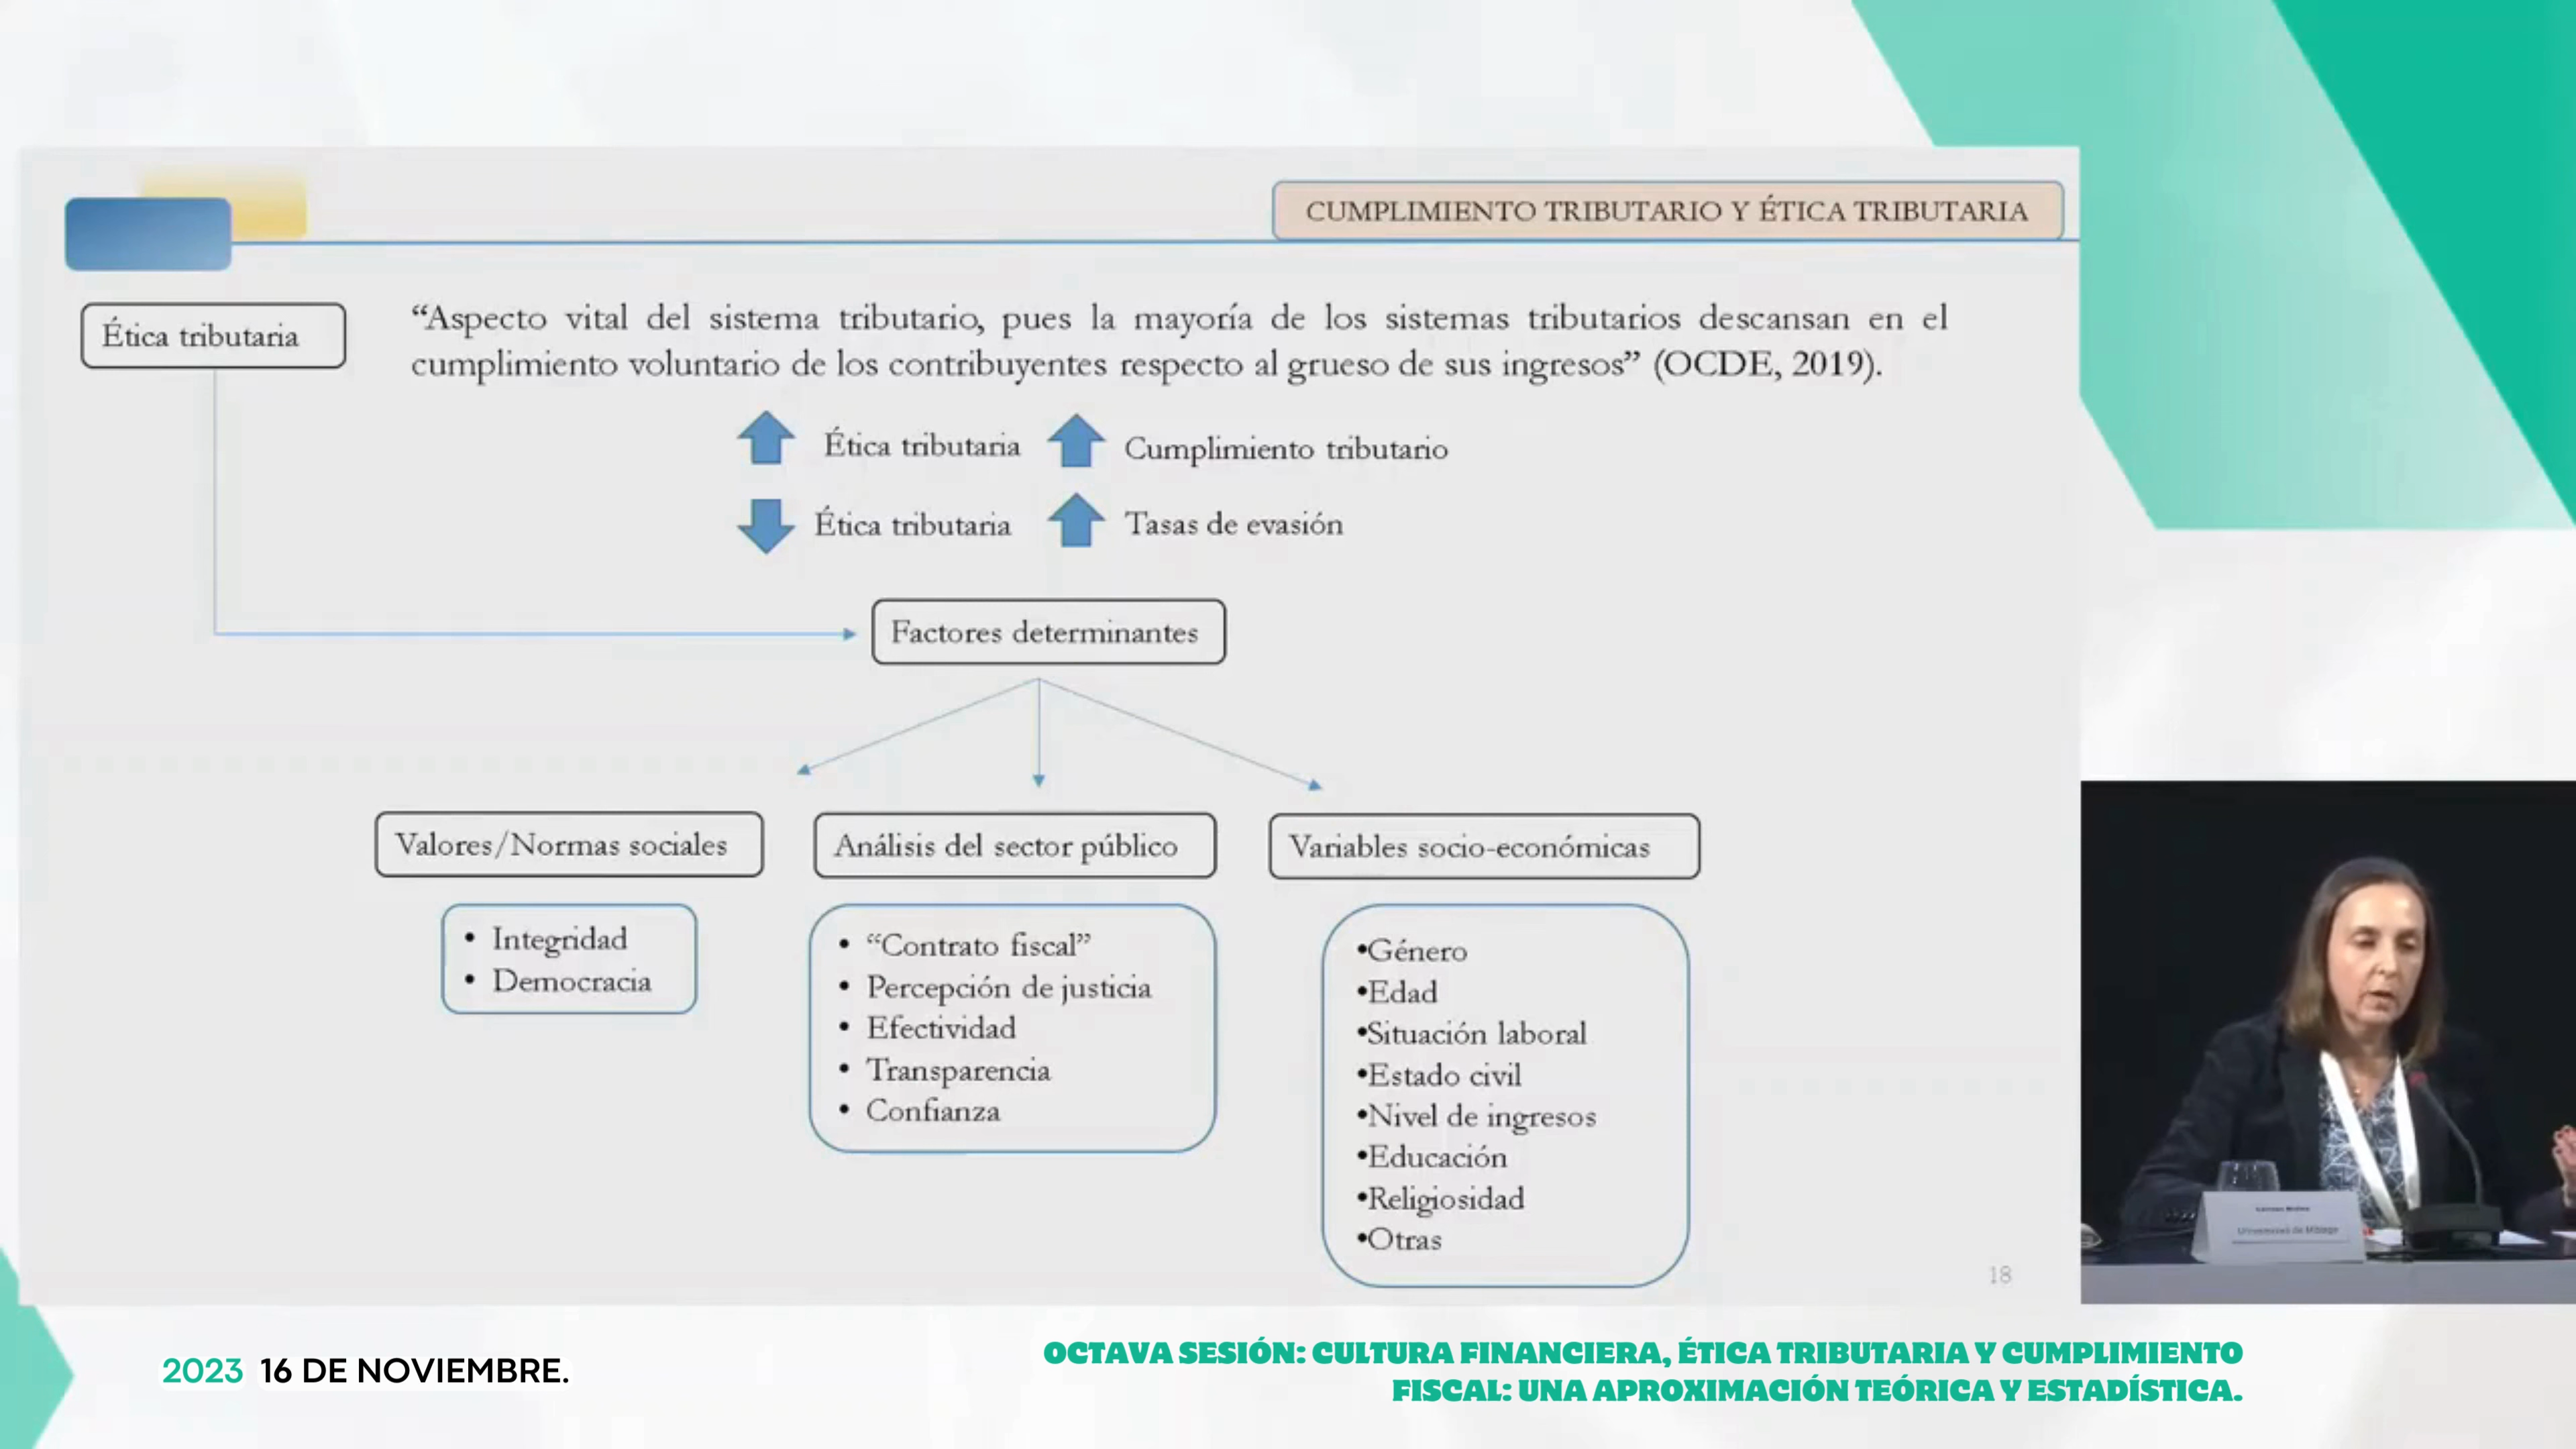 CUMPLIMIENTO TRIBUTARIO Y ÉTICA TRIBUTARIA
Ética tributaria
“Aspecto vital del sistema tributario, pues la mayoría de los sistemas tributarios descansan en el
cumplimiento voluntario de los contribuyentes respecto al grueso de sus ingresos” (OCDE, 2019).
Ética tributaria
Cumplimiento tributario
Ética tributaria
Tasas de evasión
Factores determinantes
Valores/Normas sociales
• Integridad
• Democracia
Análisis del sector público
• “Contrato fiscal”
• Percepción de justicia
• Efectividad
• Transparencia
• Confianza
Variables socio-económicas
•Género
•Edad
•Situación laboral
•Estado civil
•Nivel de ingresos
•Educación
•Religiosidad
•Otras
18
Universidad de Málaga
2023 16 DE NOVIEMBRE.
OCTAVA SESIÓN: CULTURA FINANCIERA, ÉTICA TRIBUTARIA Y CUMPLIMIENTO
FISCAL: UNA APROXIMACIÓN TEÓRICA Y ESTADÍSTICA.